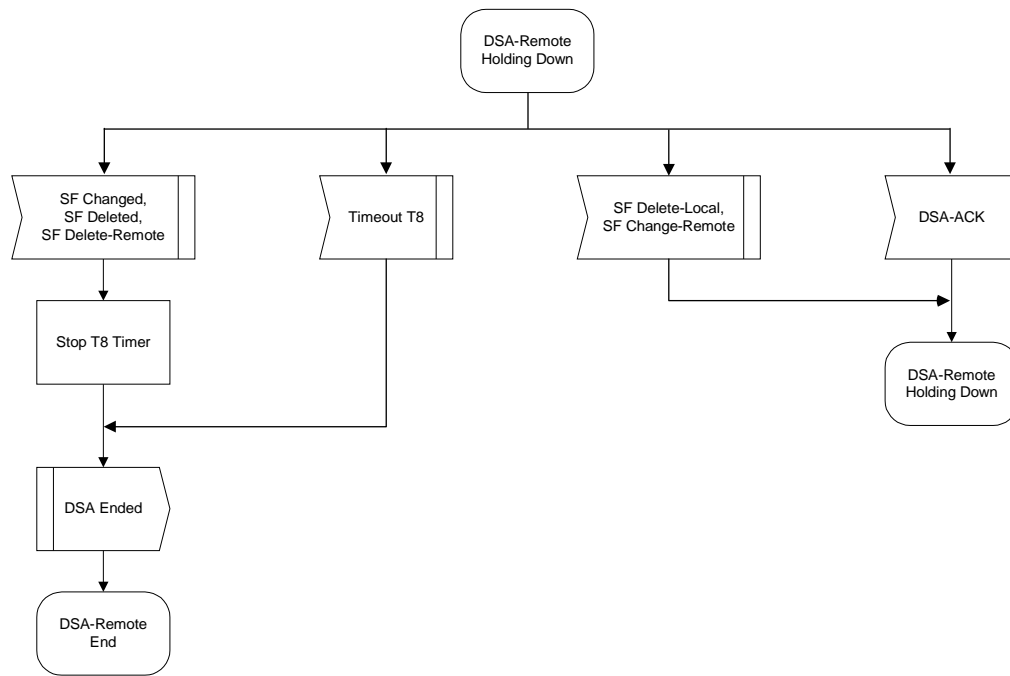 DSA-Remote
Holding Down
SF Changed,
SF Deleted,
SF Delete-Remote
Timeout T8
SF Delete-Local,
SF Change-Remote
DSA-ACK
Stop T8 Timer
DSA-Remote
Holding Down
DSA Ended
DSA-Remote
End